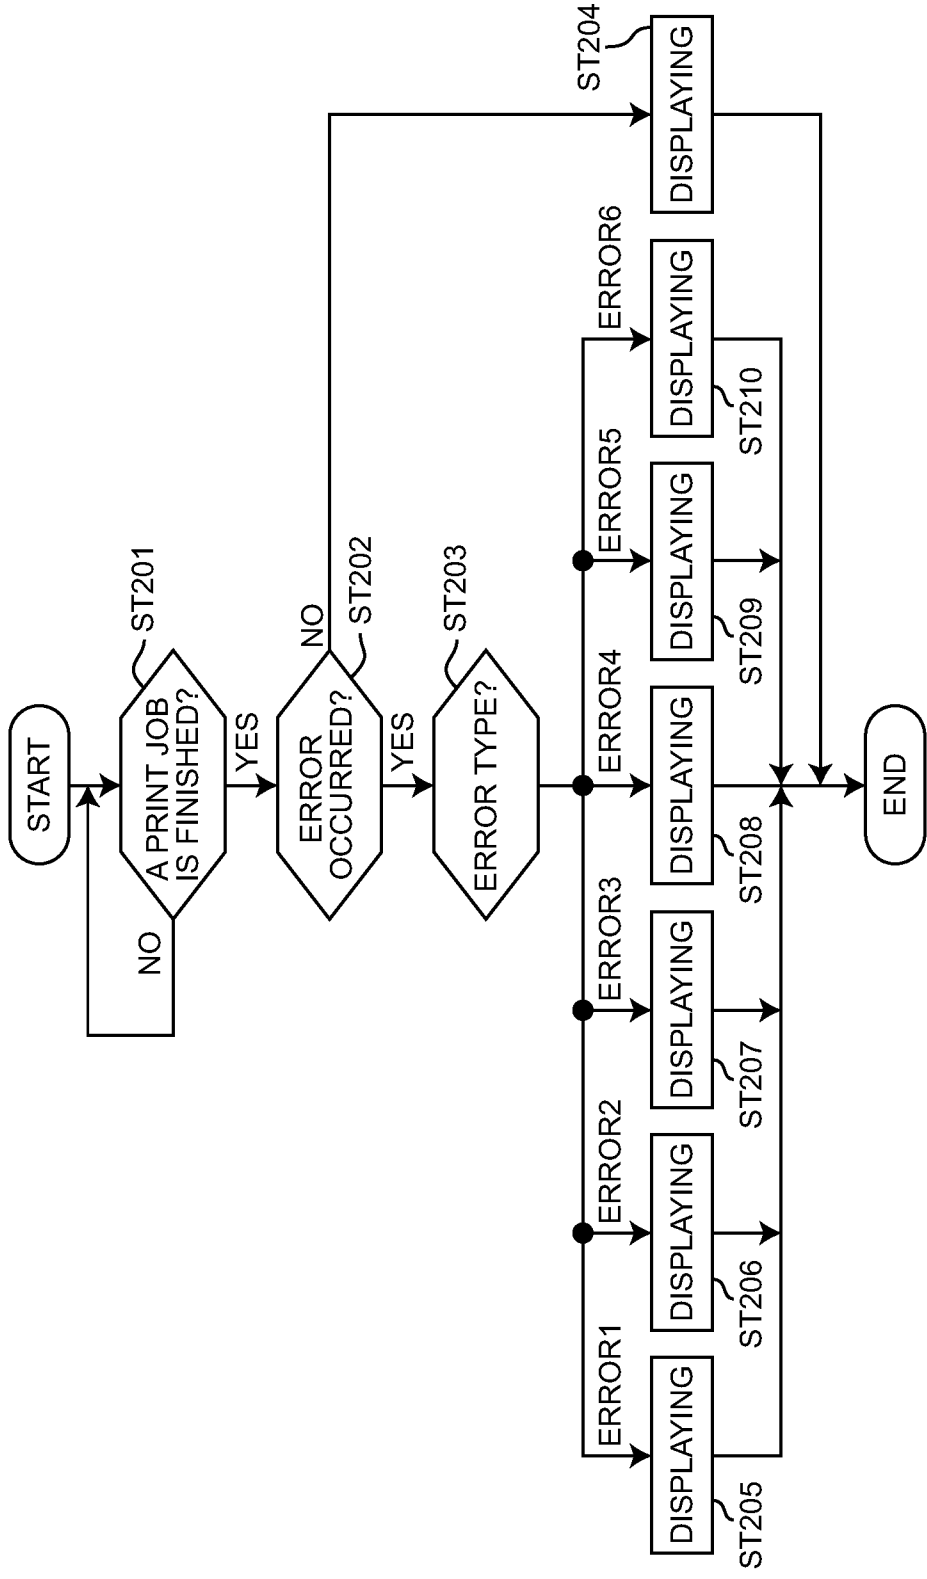 START
A PRINT JOB
IS FINISHED?
ST201
NO
YES
ERROR
OCCURRED?
ST202
NO
YES
ERROR TYPE?
ST203
ERROR1
ERROR2
ERROR3
ERROR4
ERROR5
ERROR6
ST204
DISPLAYING
DISPLAYING
DISPLAYING
DISPLAYING
DISPLAYING
DISPLAYING
DISPLAYING
ST205
ST206
ST207
ST208
ST209
ST210
END